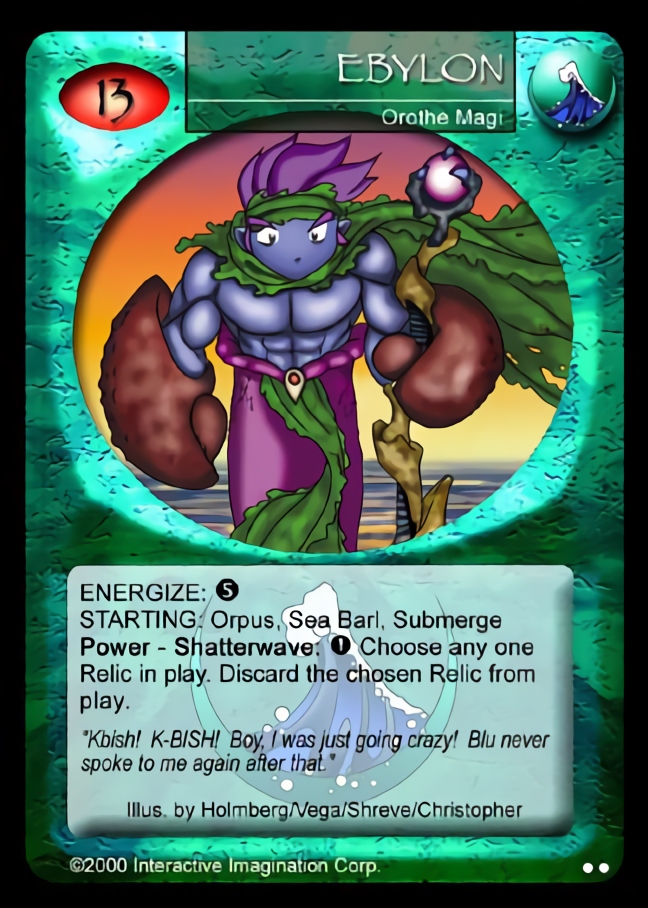 13
EBYLON
Orothe Magi
ENERGIZE: 5
STARTING: Orpus, Sea Barl, Submerge
Power - Shatterwave: 1 Choose any one
Relic in play. Discard the chosen Relic from
play.
"Kbish! K-BISH! Boy, I was just going crazy! Blu never
spoke to me again after that."
Illus. by Holmberg/Vega/Shreve/Christopher
©2000 Interactive Imagination Corp.